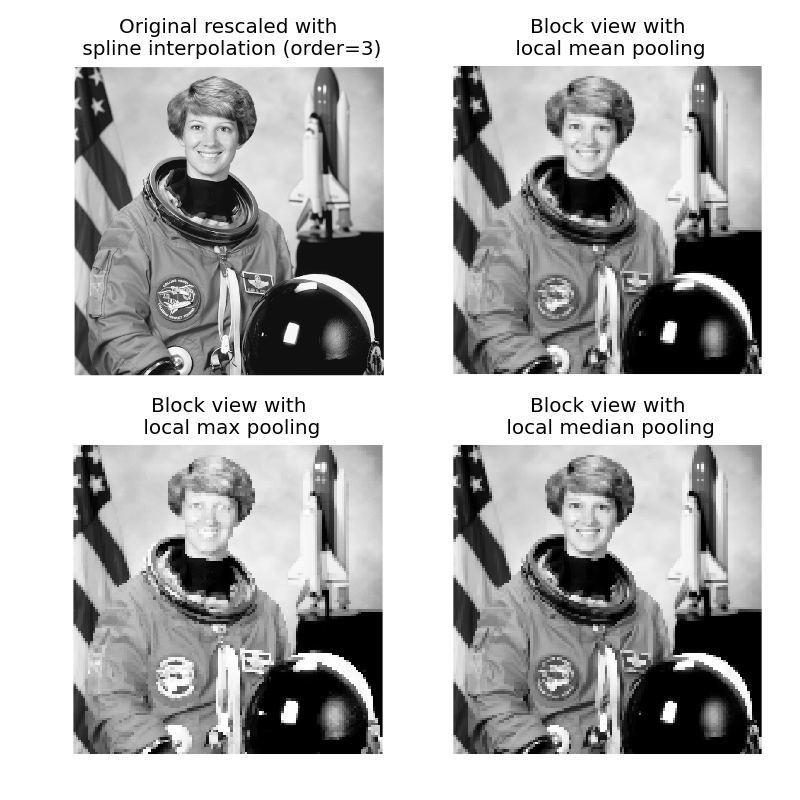 Original rescaled with
spline interpolation (order=3)
Block view with
local mean pooling
Block view with
local max pooling
Block view with
local median pooling